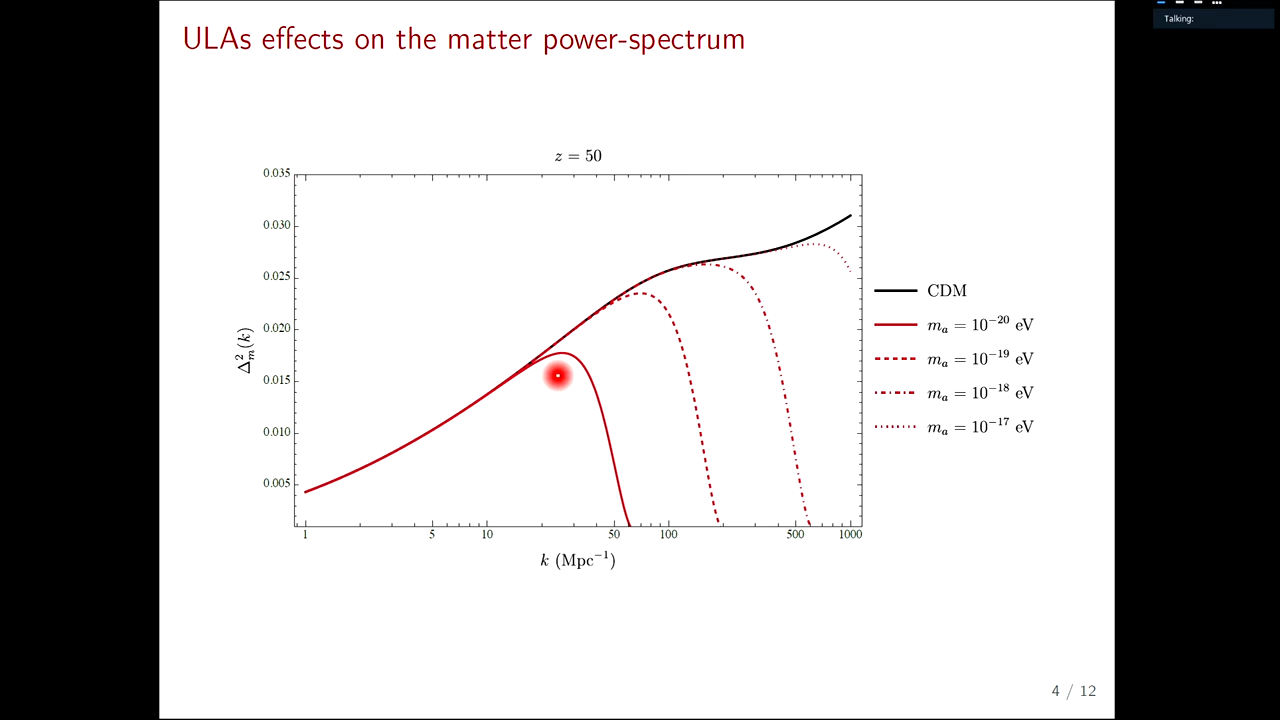 Talking:
ULAs effects on the matter power-spectrum
z = 50
0.035
0.030
0.025
0.020
0.015
0.010
0.005
Δ²ₘ(k)
1 5 10 50 100 500 1000
k (Mpc⁻¹)
CDM
mₐ = 10⁻²⁰ eV
mₐ = 10⁻¹⁹ eV
mₐ = 10⁻¹⁸ eV
mₐ = 10⁻¹⁷ eV
4 / 12